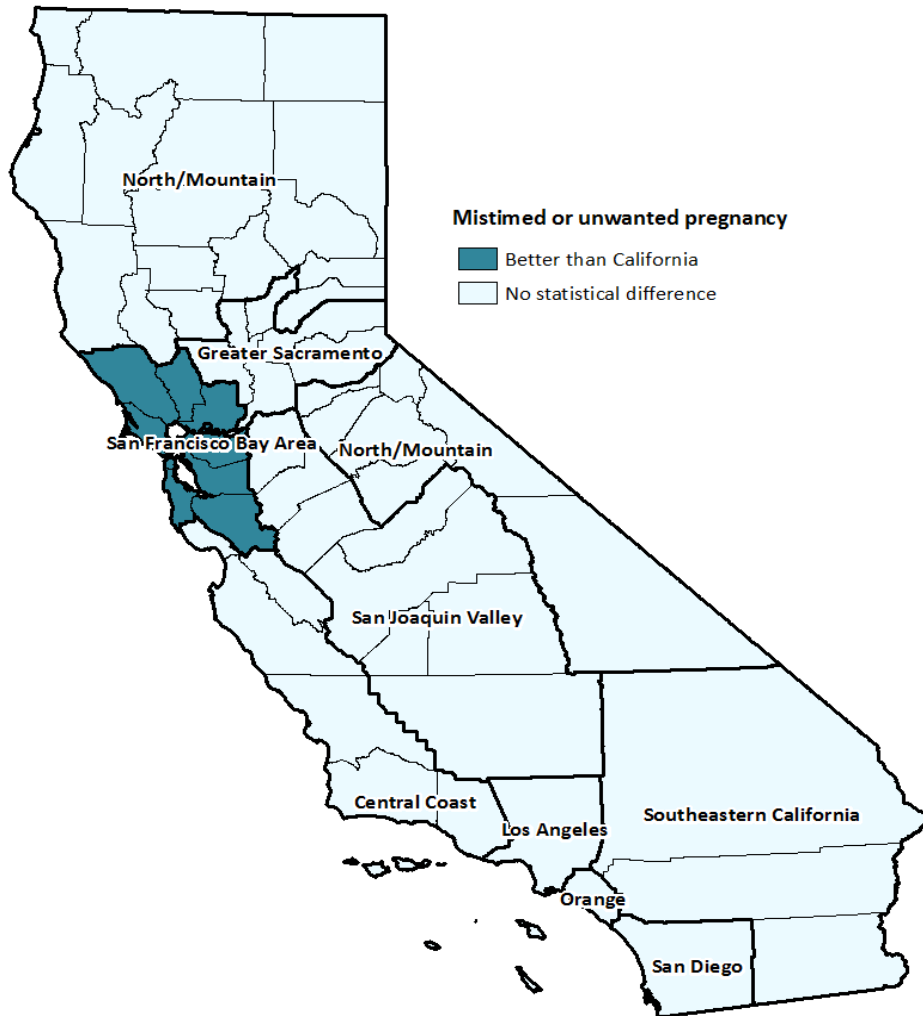 North/Mountain
Mistimed or unwanted pregnancy
Better than California
No statistical difference
Greater Sacramento
San Francisco Bay Area
North/Mountain
San Joaquin Valley
Central Coast
Los Angeles
Southeastern California
Orange
San Diego